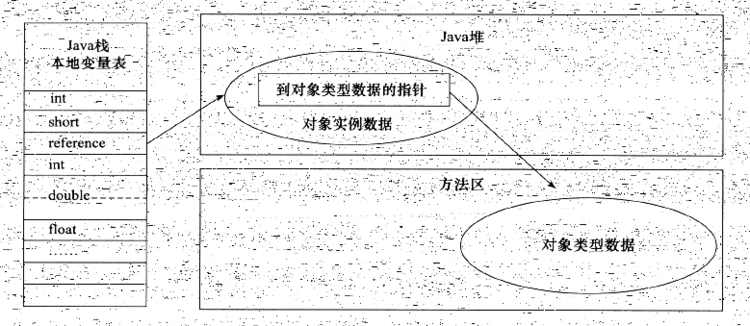 Java栈
本地变量表
int
short
reference
int
double
float
……
Java堆
到对象类型数据的指针
对象实例数据
方法区
对象类型数据